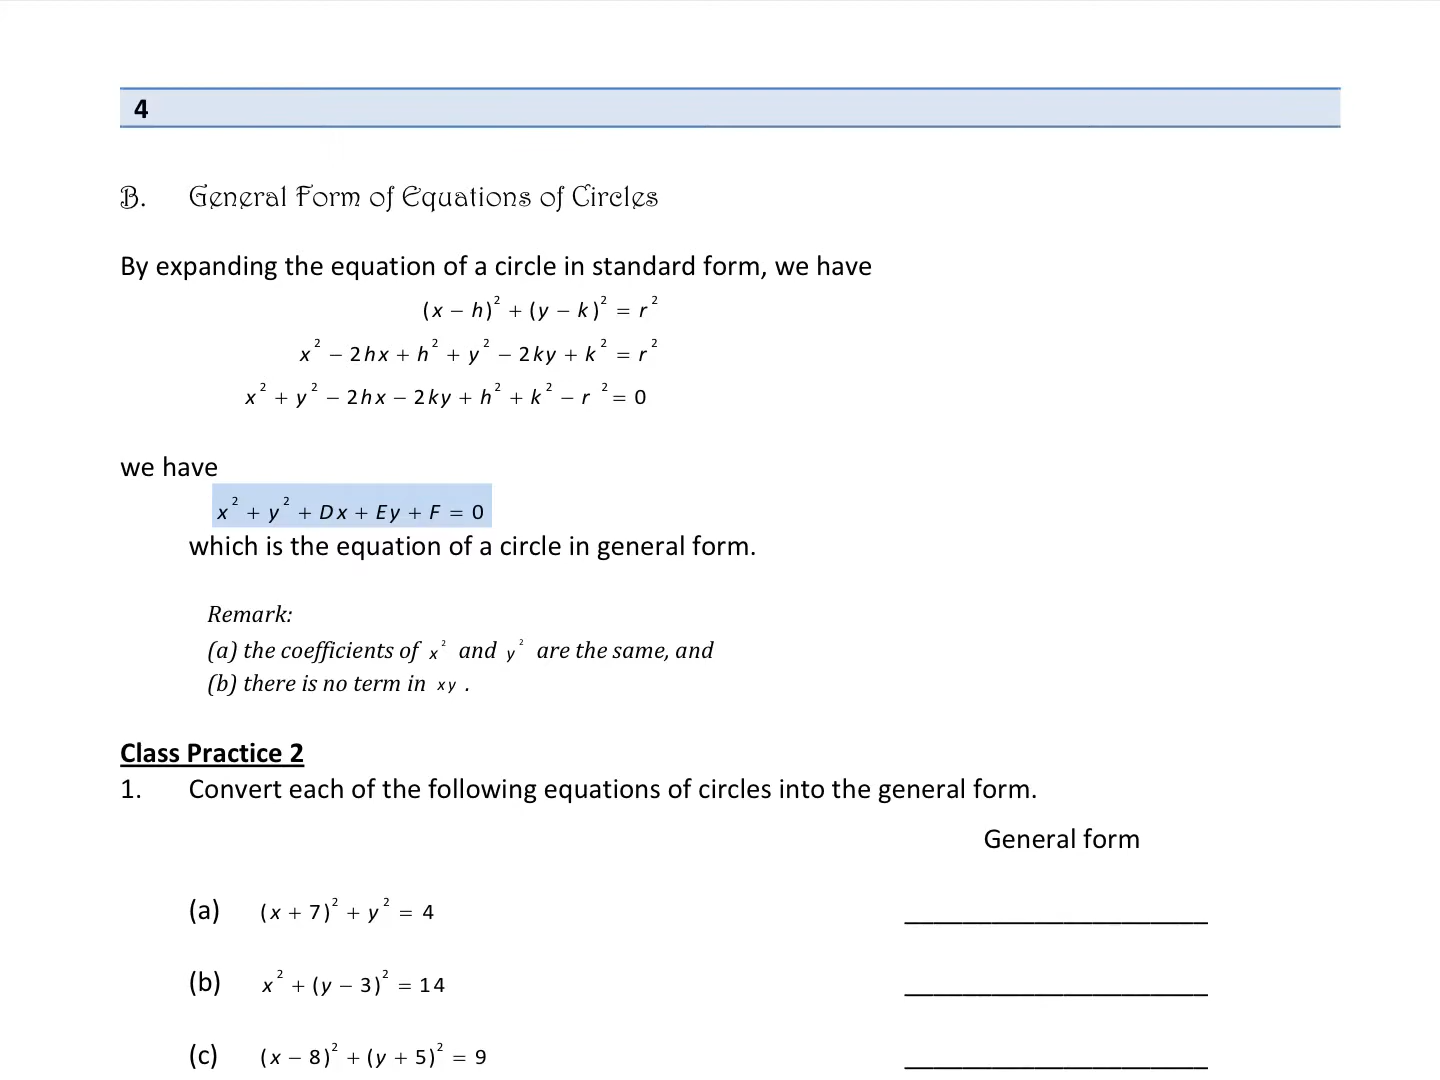 4
B. General Form of Equations of Circles
By expanding the equation of a circle in standard form, we have
(x − h)² + (y − k)² = r²
x² − 2hx + h² + y² − 2ky + k² = r²
x² + y² − 2hx − 2ky + h² + k² − r² = 0
we have
x² + y² + Dx + Ey + F = 0
which is the equation of a circle in general form.
Remark:
(a) the coefficients of x² and y² are the same, and
(b) there is no term in xy .
Class Practice 2
1. Convert each of the following equations of circles into the general form.
General form
(a) (x + 7)² + y² = 4 ____________________
(b) x² + (y − 3)² = 14 ____________________
(c) (x − 8)² + (y + 5)² = 9 ____________________